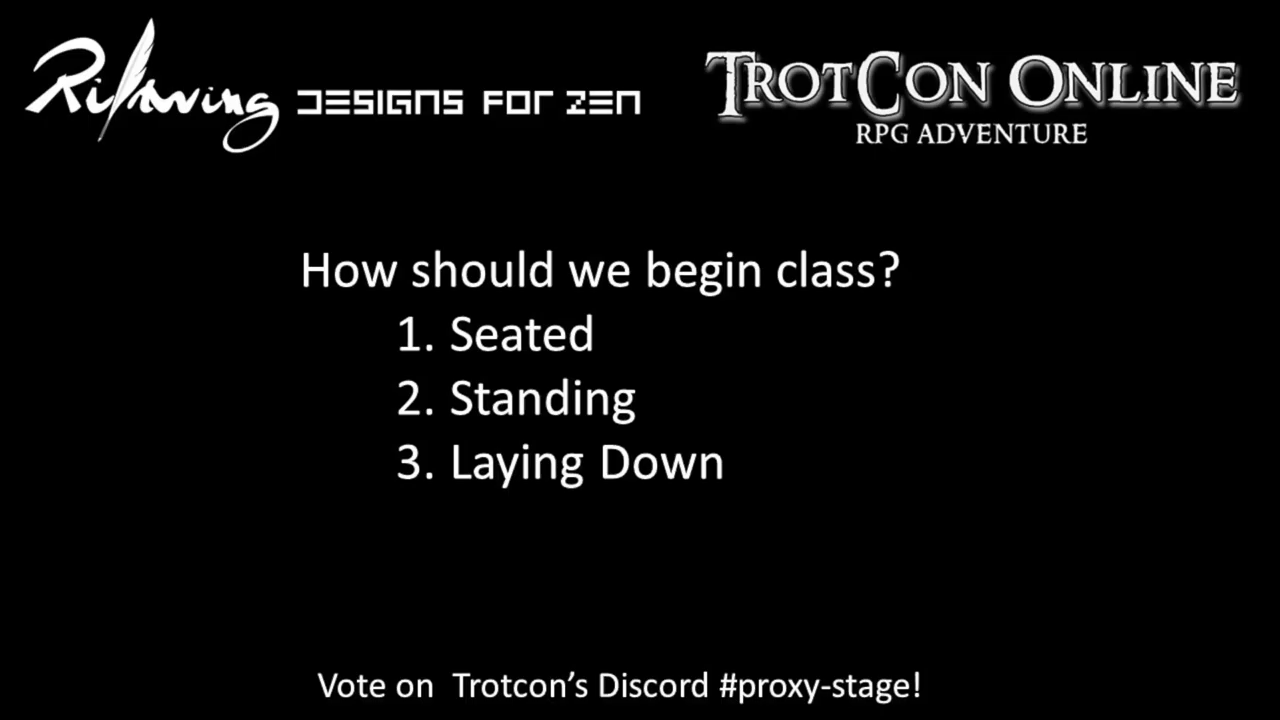 DESIGNS FOR ZEN
TROTCON ONLINE
RPG ADVENTURE
How should we begin class?
1. Seated
2. Standing
3. Laying Down
Vote on Trotcon's Discord #proxy-stage!